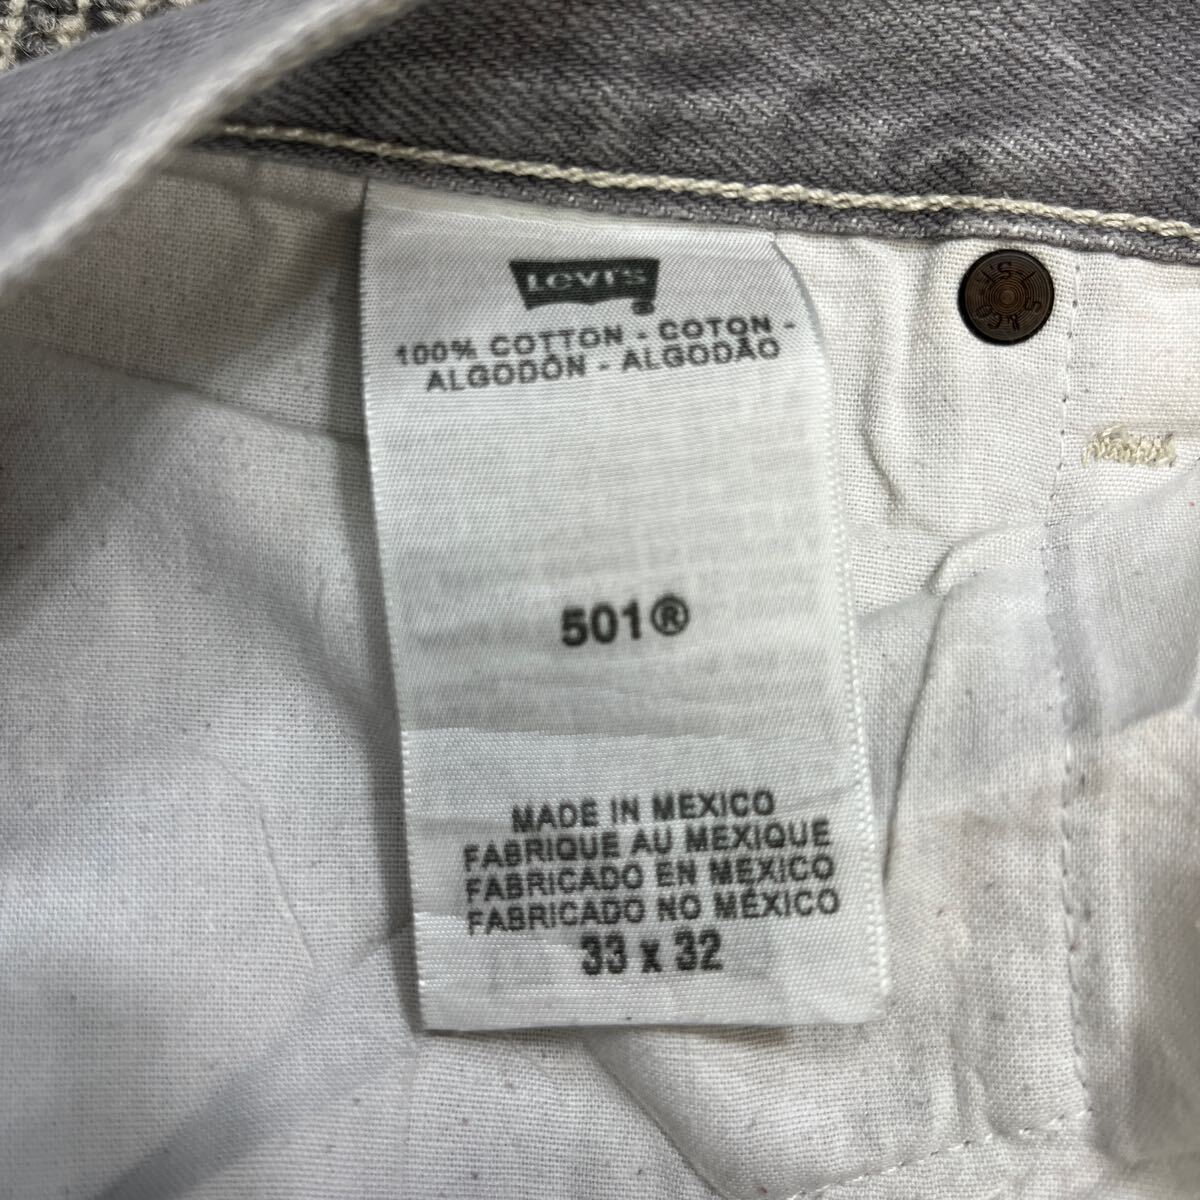 Levi's
100% COTTON - COTON -
ALGODÓN - ALGODÃO
501®
MADE IN MEXICO
FABRIQUE AU MEXIQUE
FABRICADO EN MEXICO
FABRICADO NO MÉXICO
33 x 32
L.S.&CO S.F.